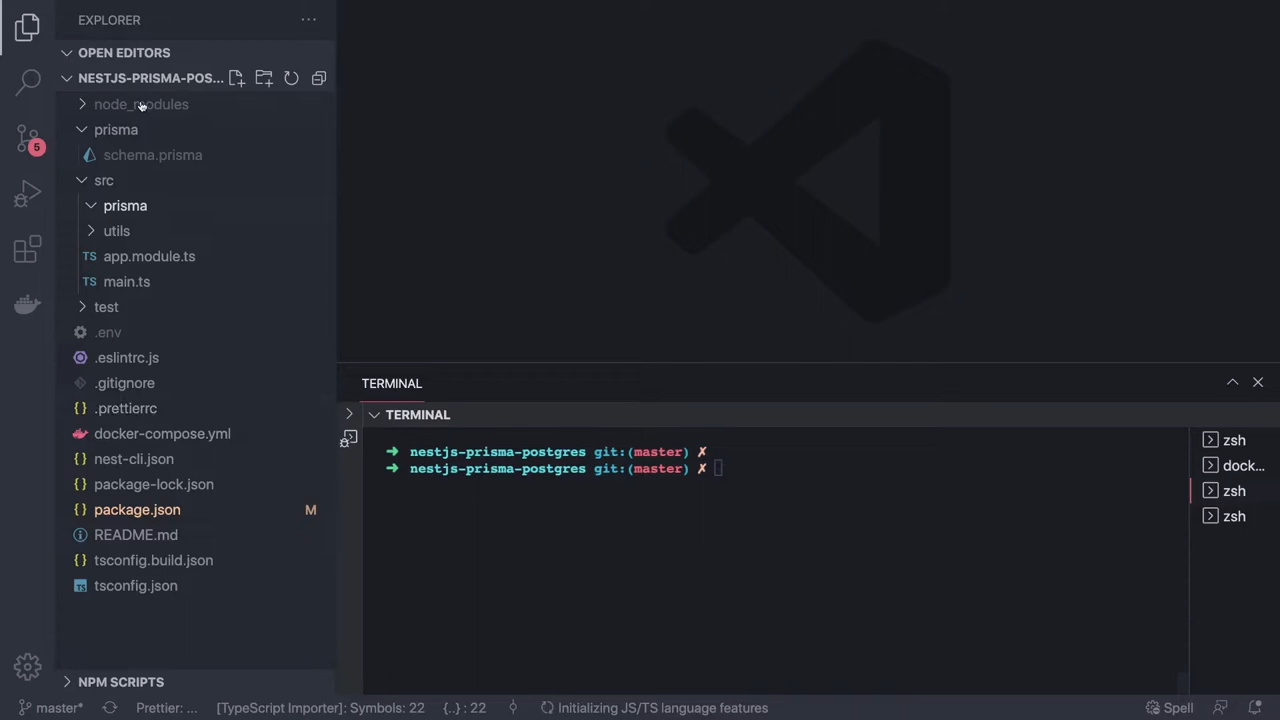 EXPLORER
OPEN EDITORS
NESTJS-PRISMA-POS...
node_modules
prisma
schema.prisma
src
prisma
utils
TS app.module.ts
TS main.ts
test
.env
.eslintrc.js
.gitignore
{} .prettierrc
docker-compose.yml
{} nest-cli.json
{} package-lock.json
{} package.json M
README.md
{} tsconfig.build.json
TS tsconfig.json
NPM SCRIPTS
5
TERMINAL
TERMINAL
➜ nestjs-prisma-postgres git:(master) ✗
➜ nestjs-prisma-postgres git:(master) ✗
zsh
dock...
zsh
zsh
master* Prettier: ... [TypeScript Importer]: Symbols: 22 {..} : 22 Initializing JS/TS language features Spell